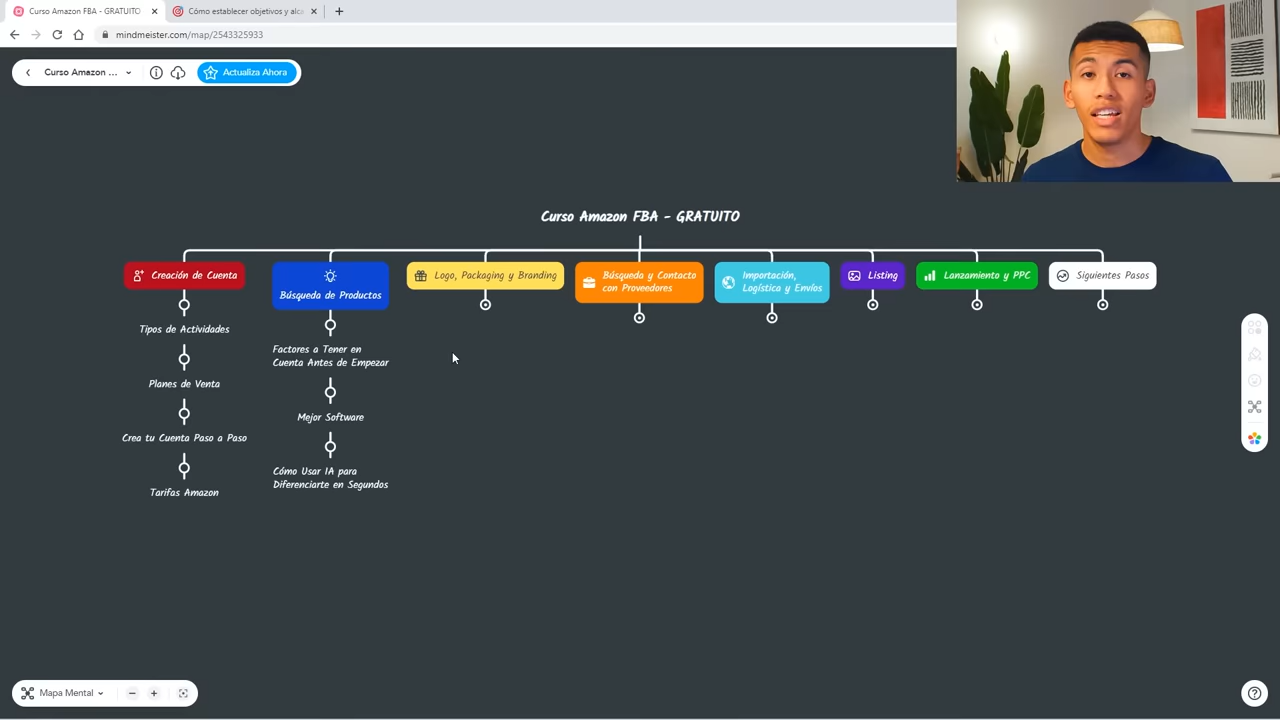 Curso Amazon FBA - GRATUITO
Cómo establecer objetivos y alca
mindmeister.com/map/2543325933
Curso Amazon ...
Actualiza Ahora
Curso Amazon FBA - GRATUITO
Creación de Cuenta
Tipos de Actividades
Planes de Venta
Crea tu Cuenta Paso a Paso
Tarifas Amazon
Búsqueda de Productos
Factores a Tener en
Cuenta Antes de Empezar
Mejor Software
Cómo Usar IA para
Diferenciarte en Segundos
Logo, Packaging y Branding
Búsqueda y Contacto
con Proveedores
Importación,
Logística y Envíos
Listing
Lanzamiento y PPC
Siguientes Pasos
Mapa Mental